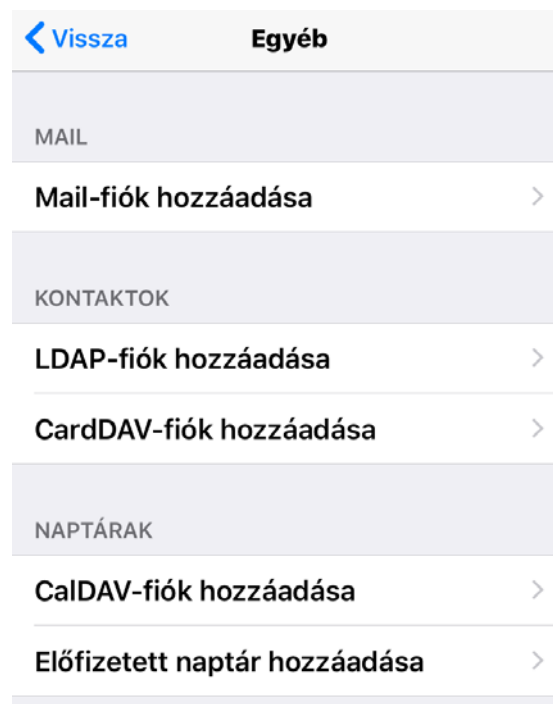 Vissza Egyéb
MAIL
Mail-fiók hozzáadása
KONTAKTOK
LDAP-fiók hozzáadása
CardDAV-fiók hozzáadása
NAPTÁRAK
CalDAV-fiók hozzáadása
Előfizetett naptár hozzáadása